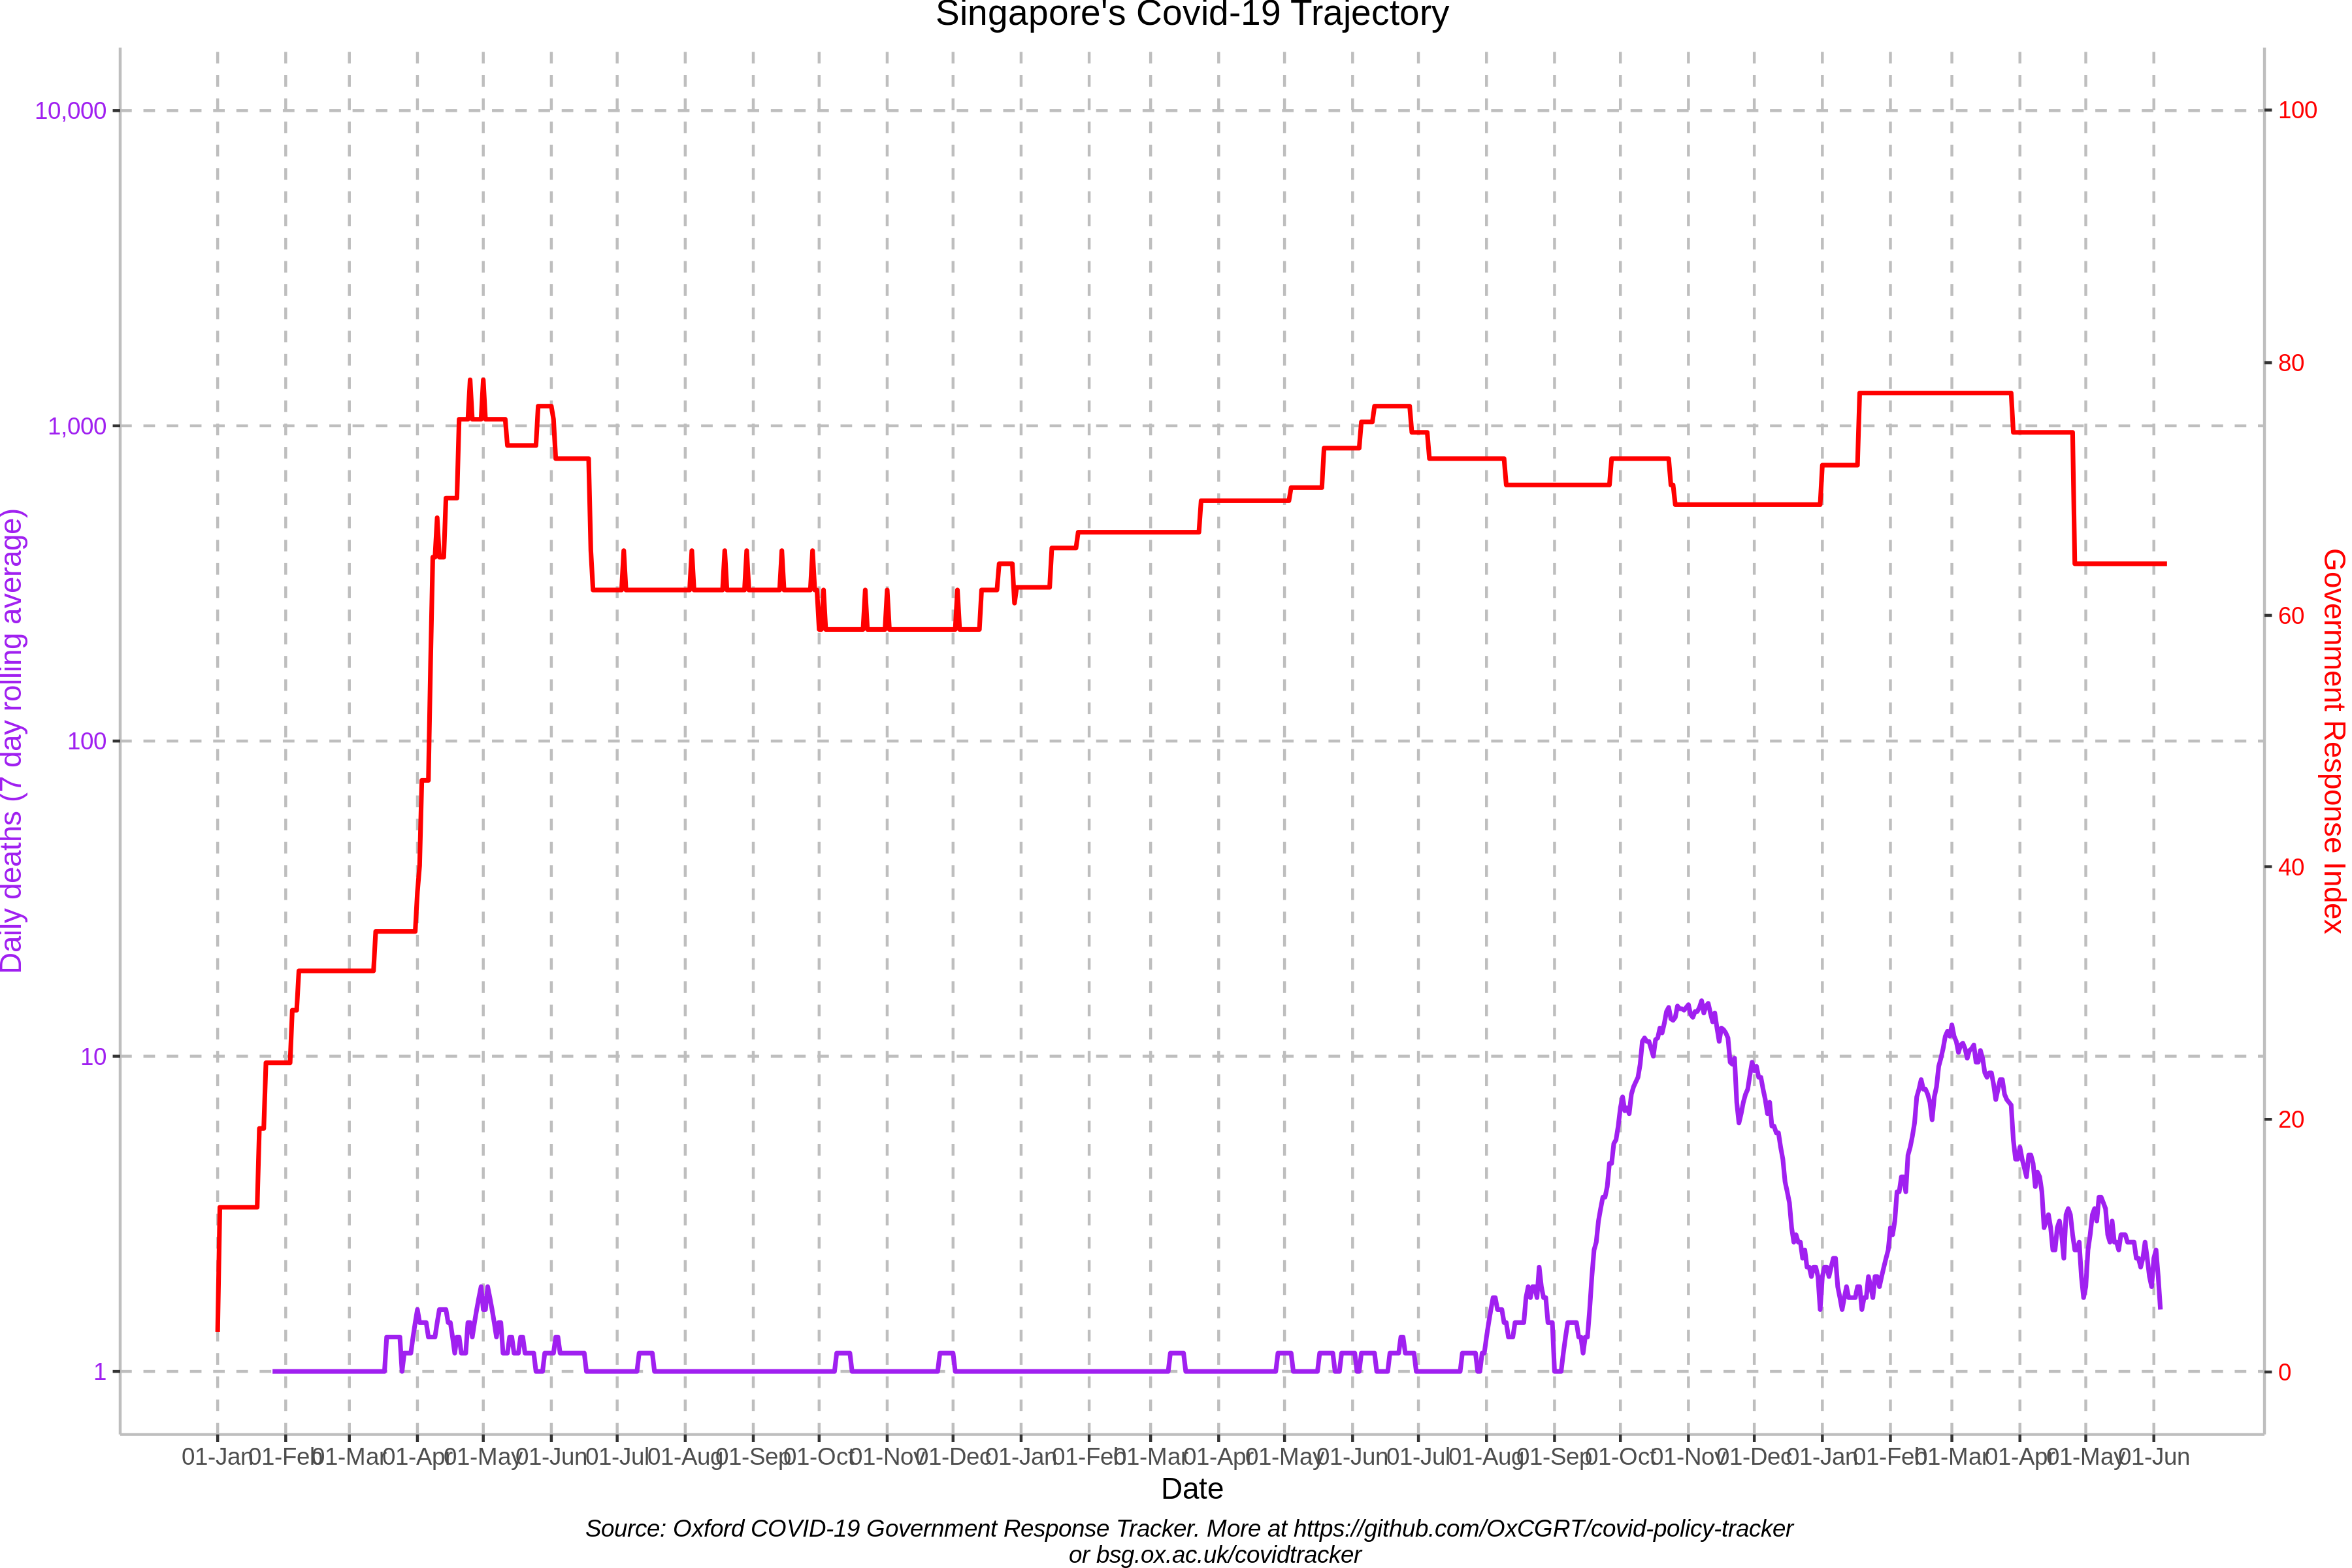 Singapore's Covid-19 Trajectory
10,000
1,000
100
10
1
Daily deaths (7 day rolling average)
100
80
60
40
20
0
Government Response Index
01-Jan 01-Feb 01-Mar 01-Apr 01-May 01-Jun 01-Jul 01-Aug 01-Sep 01-Oct 01-Nov 01-Dec 01-Jan 01-Feb 01-Mar 01-Apr 01-May 01-Jun 01-Jul 01-Aug 01-Sep 01-Oct 01-Nov 01-Dec 01-Jan 01-Feb 01-Mar 01-Apr 01-May 01-Jun
Date
Source: Oxford COVID-19 Government Response Tracker. More at https://github.com/OxCGRT/covid-policy-tracker
or bsg.ox.ac.uk/covidtracker